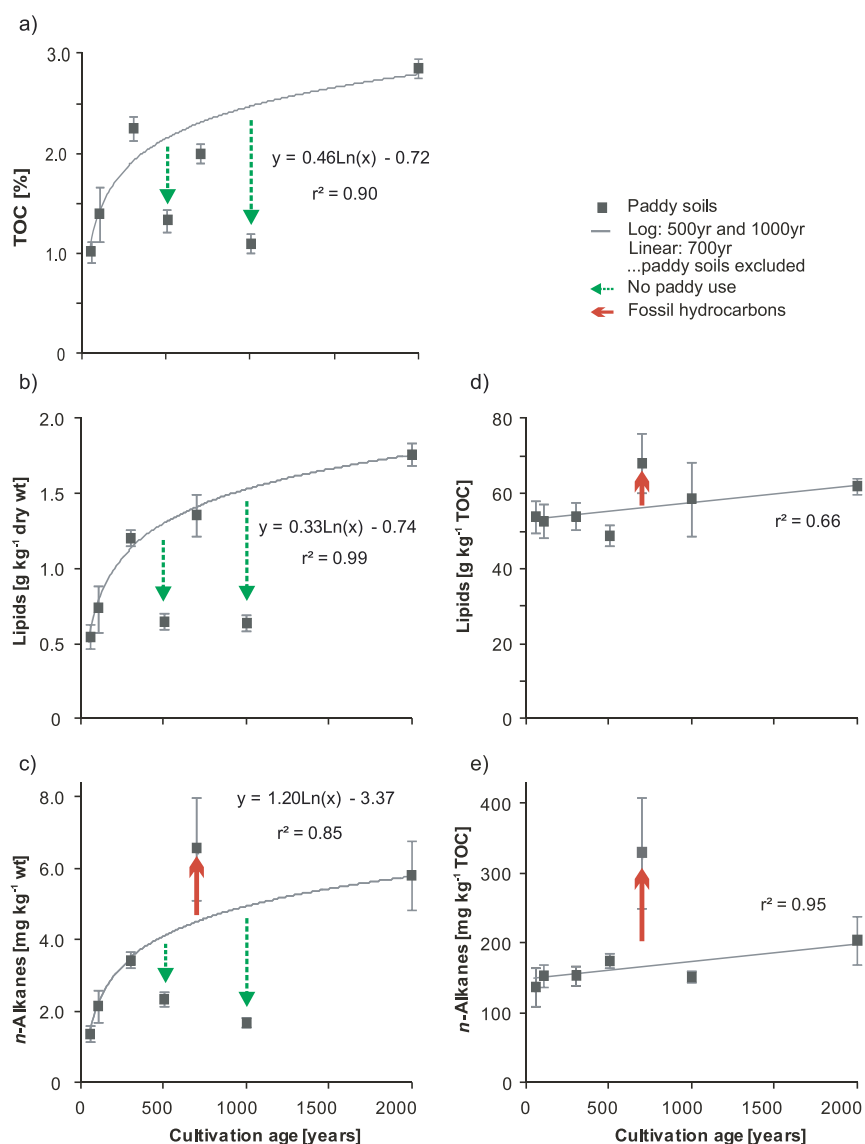 a)
3.0
2.0
1.0
0
TOC [%]
y = 0.46Ln(x) - 0.72
r² = 0.90
Paddy soils
Log: 500yr and 1000yr
Linear: 700yr
...paddy soils excluded
No paddy use
Fossil hydrocarbons
b)
2.0
1.5
1.0
0.5
0
Lipids [g kg⁻¹ dry wt]
y = 0.33Ln(x) - 0.74
r² = 0.99
d)
80
60
40
20
0
Lipids [g kg⁻¹ TOC]
r² = 0.66
c)
8.0
6.0
4.0
2.0
0
n-Alkanes [mg kg⁻¹ wt]
y = 1.20Ln(x) - 3.37
r² = 0.85
0 500 1000 1500 2000
Cultivation age [years]
e)
400
300
200
100
0
n-Alkanes [mg kg⁻¹ TOC]
r² = 0.95
0 500 1000 1500 2000
Cultivation age [years]